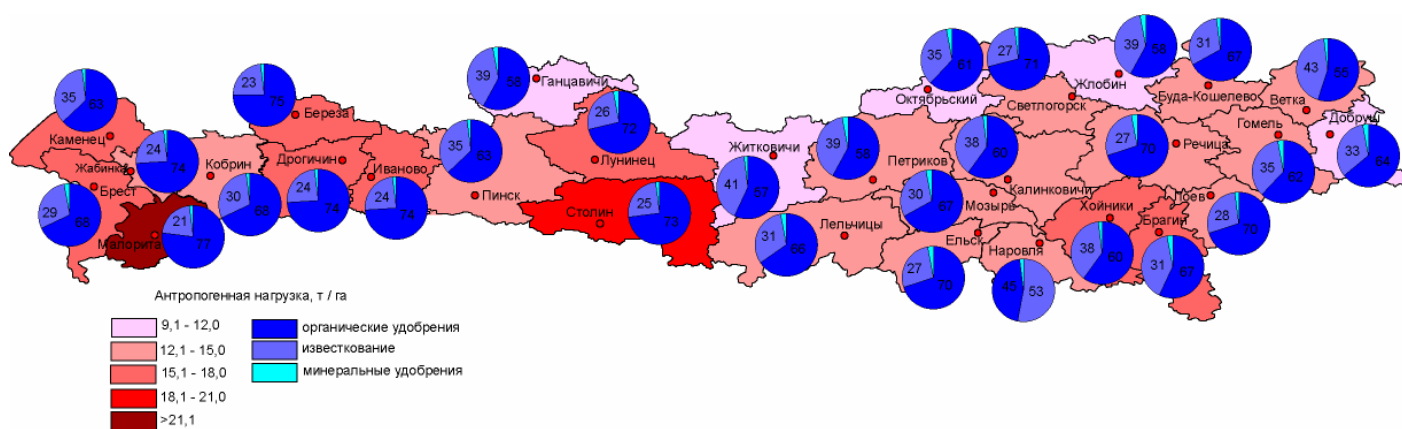 39
58
Ганцавичи
35
61
27
71
39
58
Жлобин
31
67
43
55
Октябрьский
Светлогорск
Буда-Кошелево
Ветка
35
63
Каменец
23
75
Береза
26
72
Лунинец
Гомель
Добруш
24
74
Жабинка
Кобрин
Дрогичин
Иваново
35
63
Пинск
Житковичи
41
57
39
58
Петриков
38
60
Калинковичи
27
70
Речица
35
62
33
64
29
68
Брест
Малорита
21
77
30
68
24
74
24
74
Столин
25
73
31
66
Лельчицы
30
67
Мозырь
Ельск
Наровля
Хойники
Брагин
Лоев
28
70
27
70
45
53
38
60
31
67
Антропогенная нагрузка, т / га
9,1 - 12,0
12,1 - 15,0
15,1 - 18,0
18,1 - 21,0
>21,1
органические удобрения
известкование
минеральные удобрения